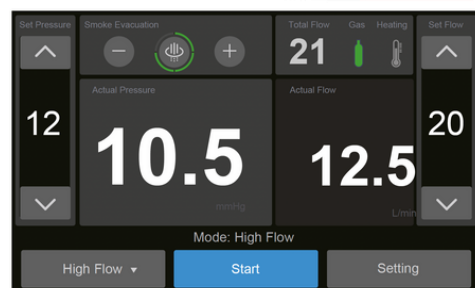 Set Pressure
Smoke Evacuation
Total Flow Gas Heating
Set Flow
21
Actual Pressure
Actual Flow
12
10.5
12.5
20
mmHg
L/min
Mode: High Flow
High Flow
Start
Setting